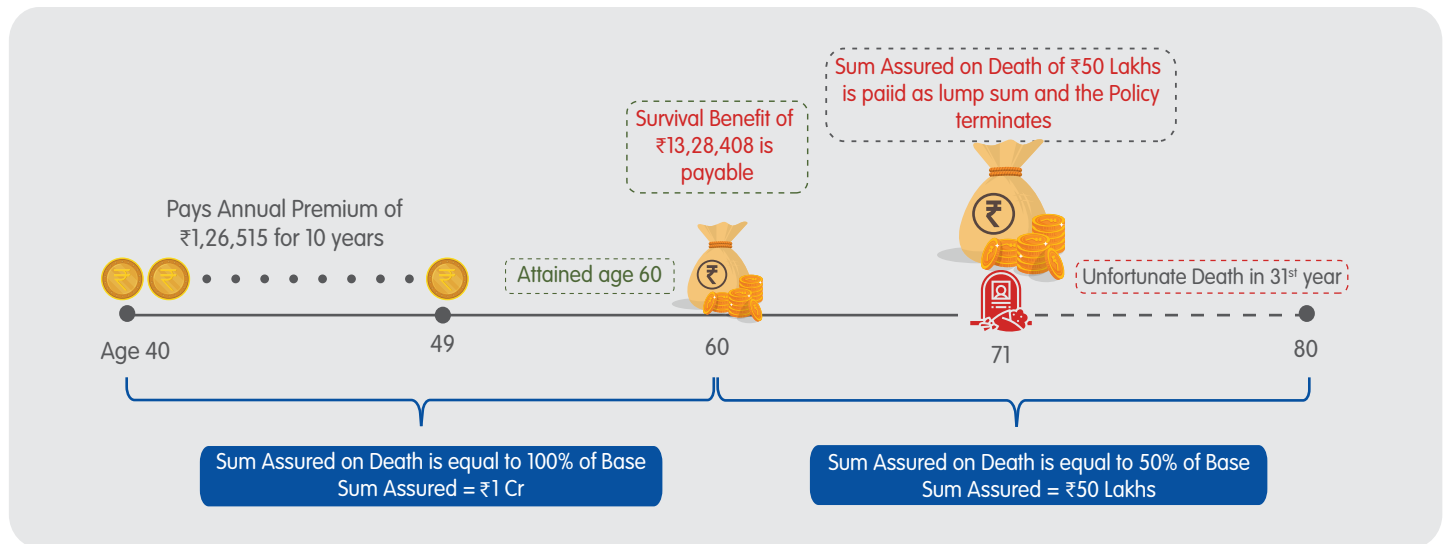 Pays Annual Premium of
₹1,26,515 for 10 years
Attained age 60
Survival Benefit of
₹13,28,408 is
payable
Sum Assured on Death of ₹50 Lakhs
is paiid as lump sum and the Policy
terminates
Unfortunate Death in 31st year
₹
₹
₹
₹
₹
Age 40
49
60
71
80
Sum Assured on Death is equal to 100% of Base
Sum Assured = ₹1 Cr
Sum Assured on Death is equal to 50% of Base
Sum Assured = ₹50 Lakhs